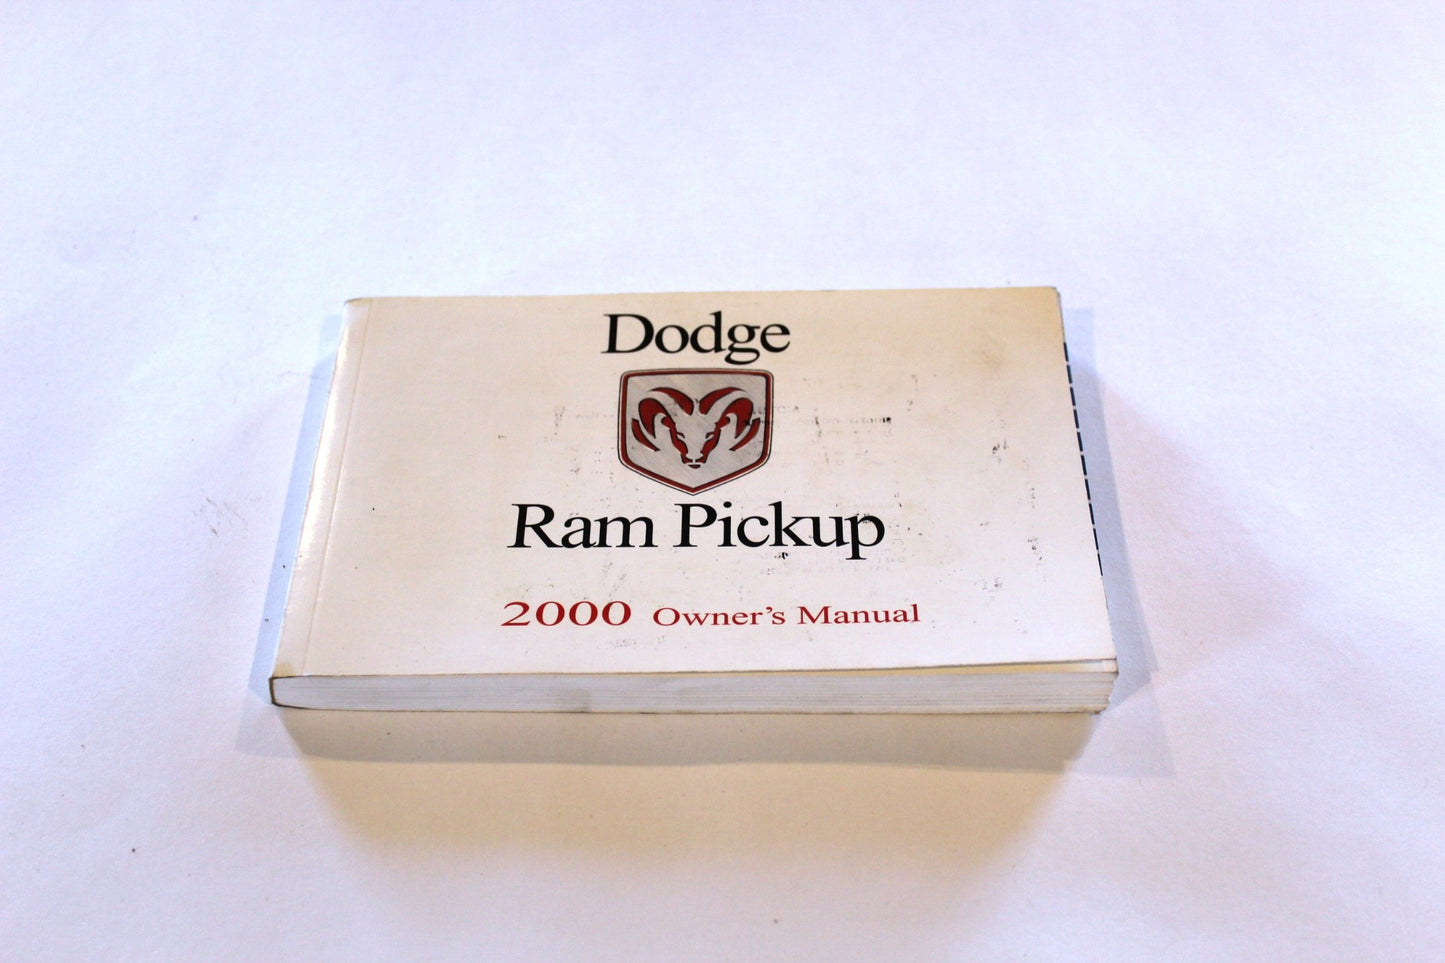 Dodge
Ram Pickup
2000 Owner's Manual